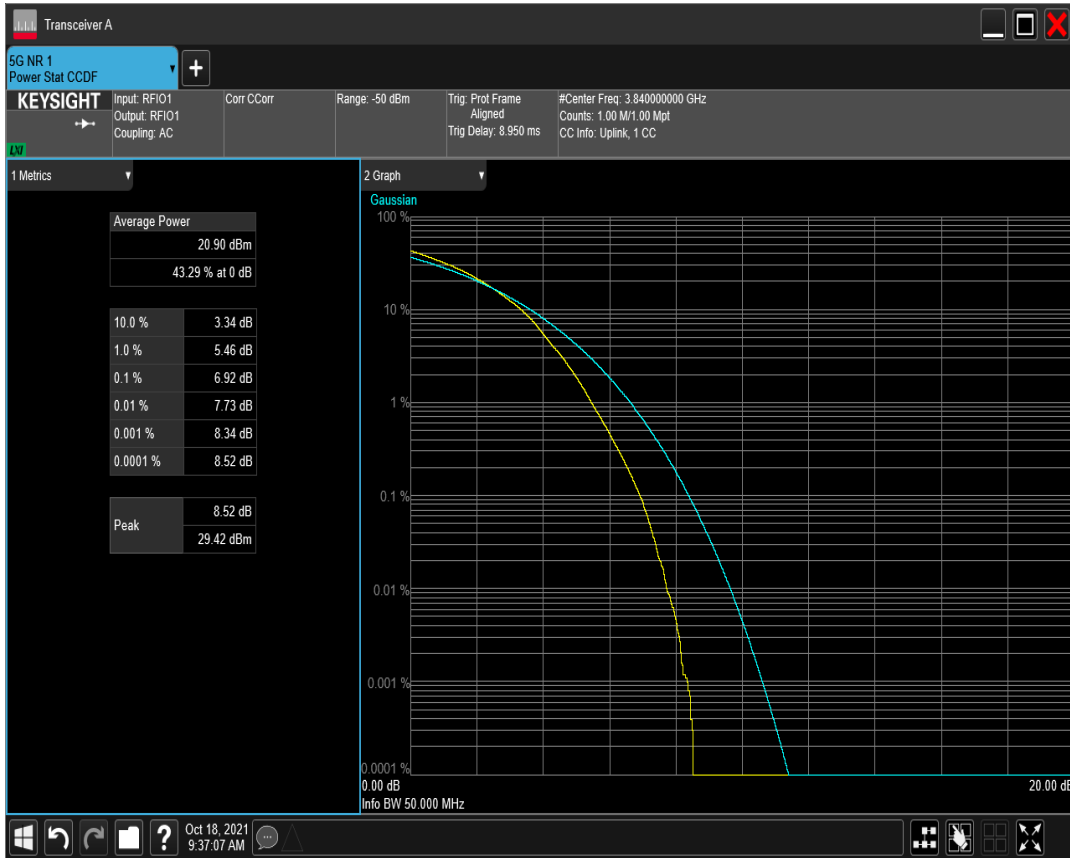 Transceiver A
5G NR 1
Power Stat CCDF
+
KEYSIGHT
LXI
Input: RFIO1
Output: RFIO1
Coupling: AC
Corr CCorr
Range: -50 dBm
Trig: Prot Frame
Aligned
Trig Delay: 8.950 ms
#Center Freq: 3.840000000 GHz
Counts: 1.00 M/1.00 Mpt
CC Info: Uplink, 1 CC
1 Metrics
Average Power
20.90 dBm
43.29 % at 0 dB
10.0 % 3.34 dB
1.0 % 5.46 dB
0.1 % 6.92 dB
0.01 % 7.73 dB
0.001 % 8.34 dB
0.0001 % 8.52 dB
Peak
8.52 dB
29.42 dBm
2 Graph
Gaussian
100 %
10 %
1 %
0.1 %
0.01 %
0.001 %
0.0001 %
0.00 dB
20.00 dB
Info BW 50.000 MHz
?
Oct 18, 2021
9:37:07 AM